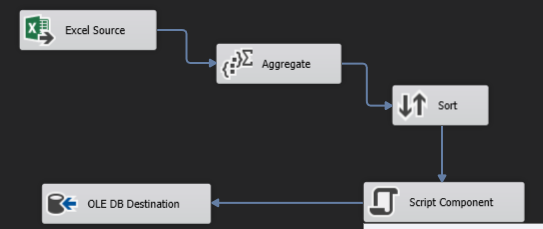 Excel Source
Aggregate
Sort
Script Component
OLE DB Destination